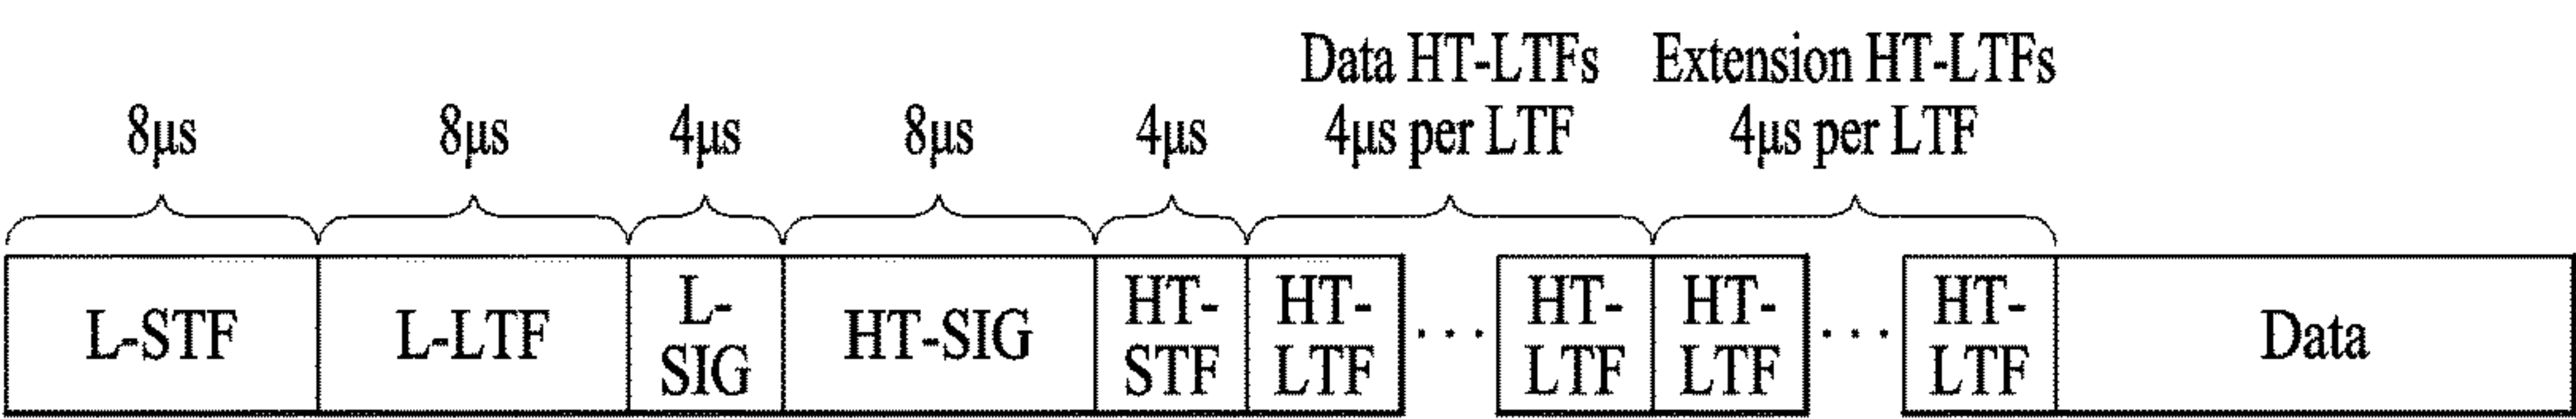 Data HT-LTFs Extension HT-LTFs
8μs 8μs 4μs 8μs 4μs 4μs per LTF 4μs per LTF
L-STF L-LTF L-SIG HT-SIG HT-STF HT-LTF ... HT-LTF HT-LTF ... HT-LTF Data